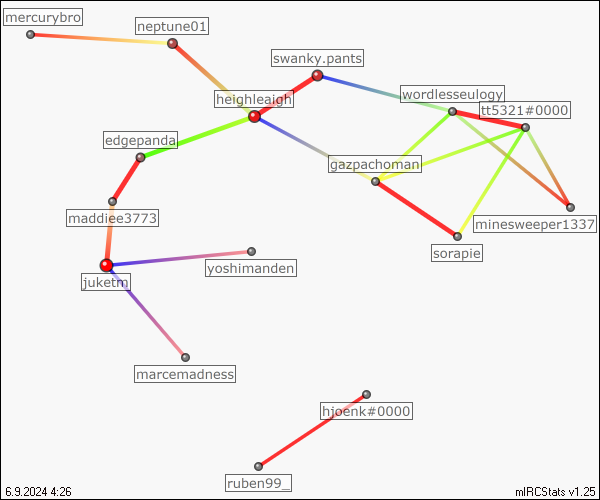 mercurybro
neptune01
swanky.pants
heighleaigh
wordlesseulogy
tt5321#0000
edgepanda
gazpachoman
maddiee3773
minesweeper1337
sorapie
yoshimanden
juketm
marcemadness
hjoenk#0000
ruben99_
6.9.2024 4:26
mIRCStats v1.25